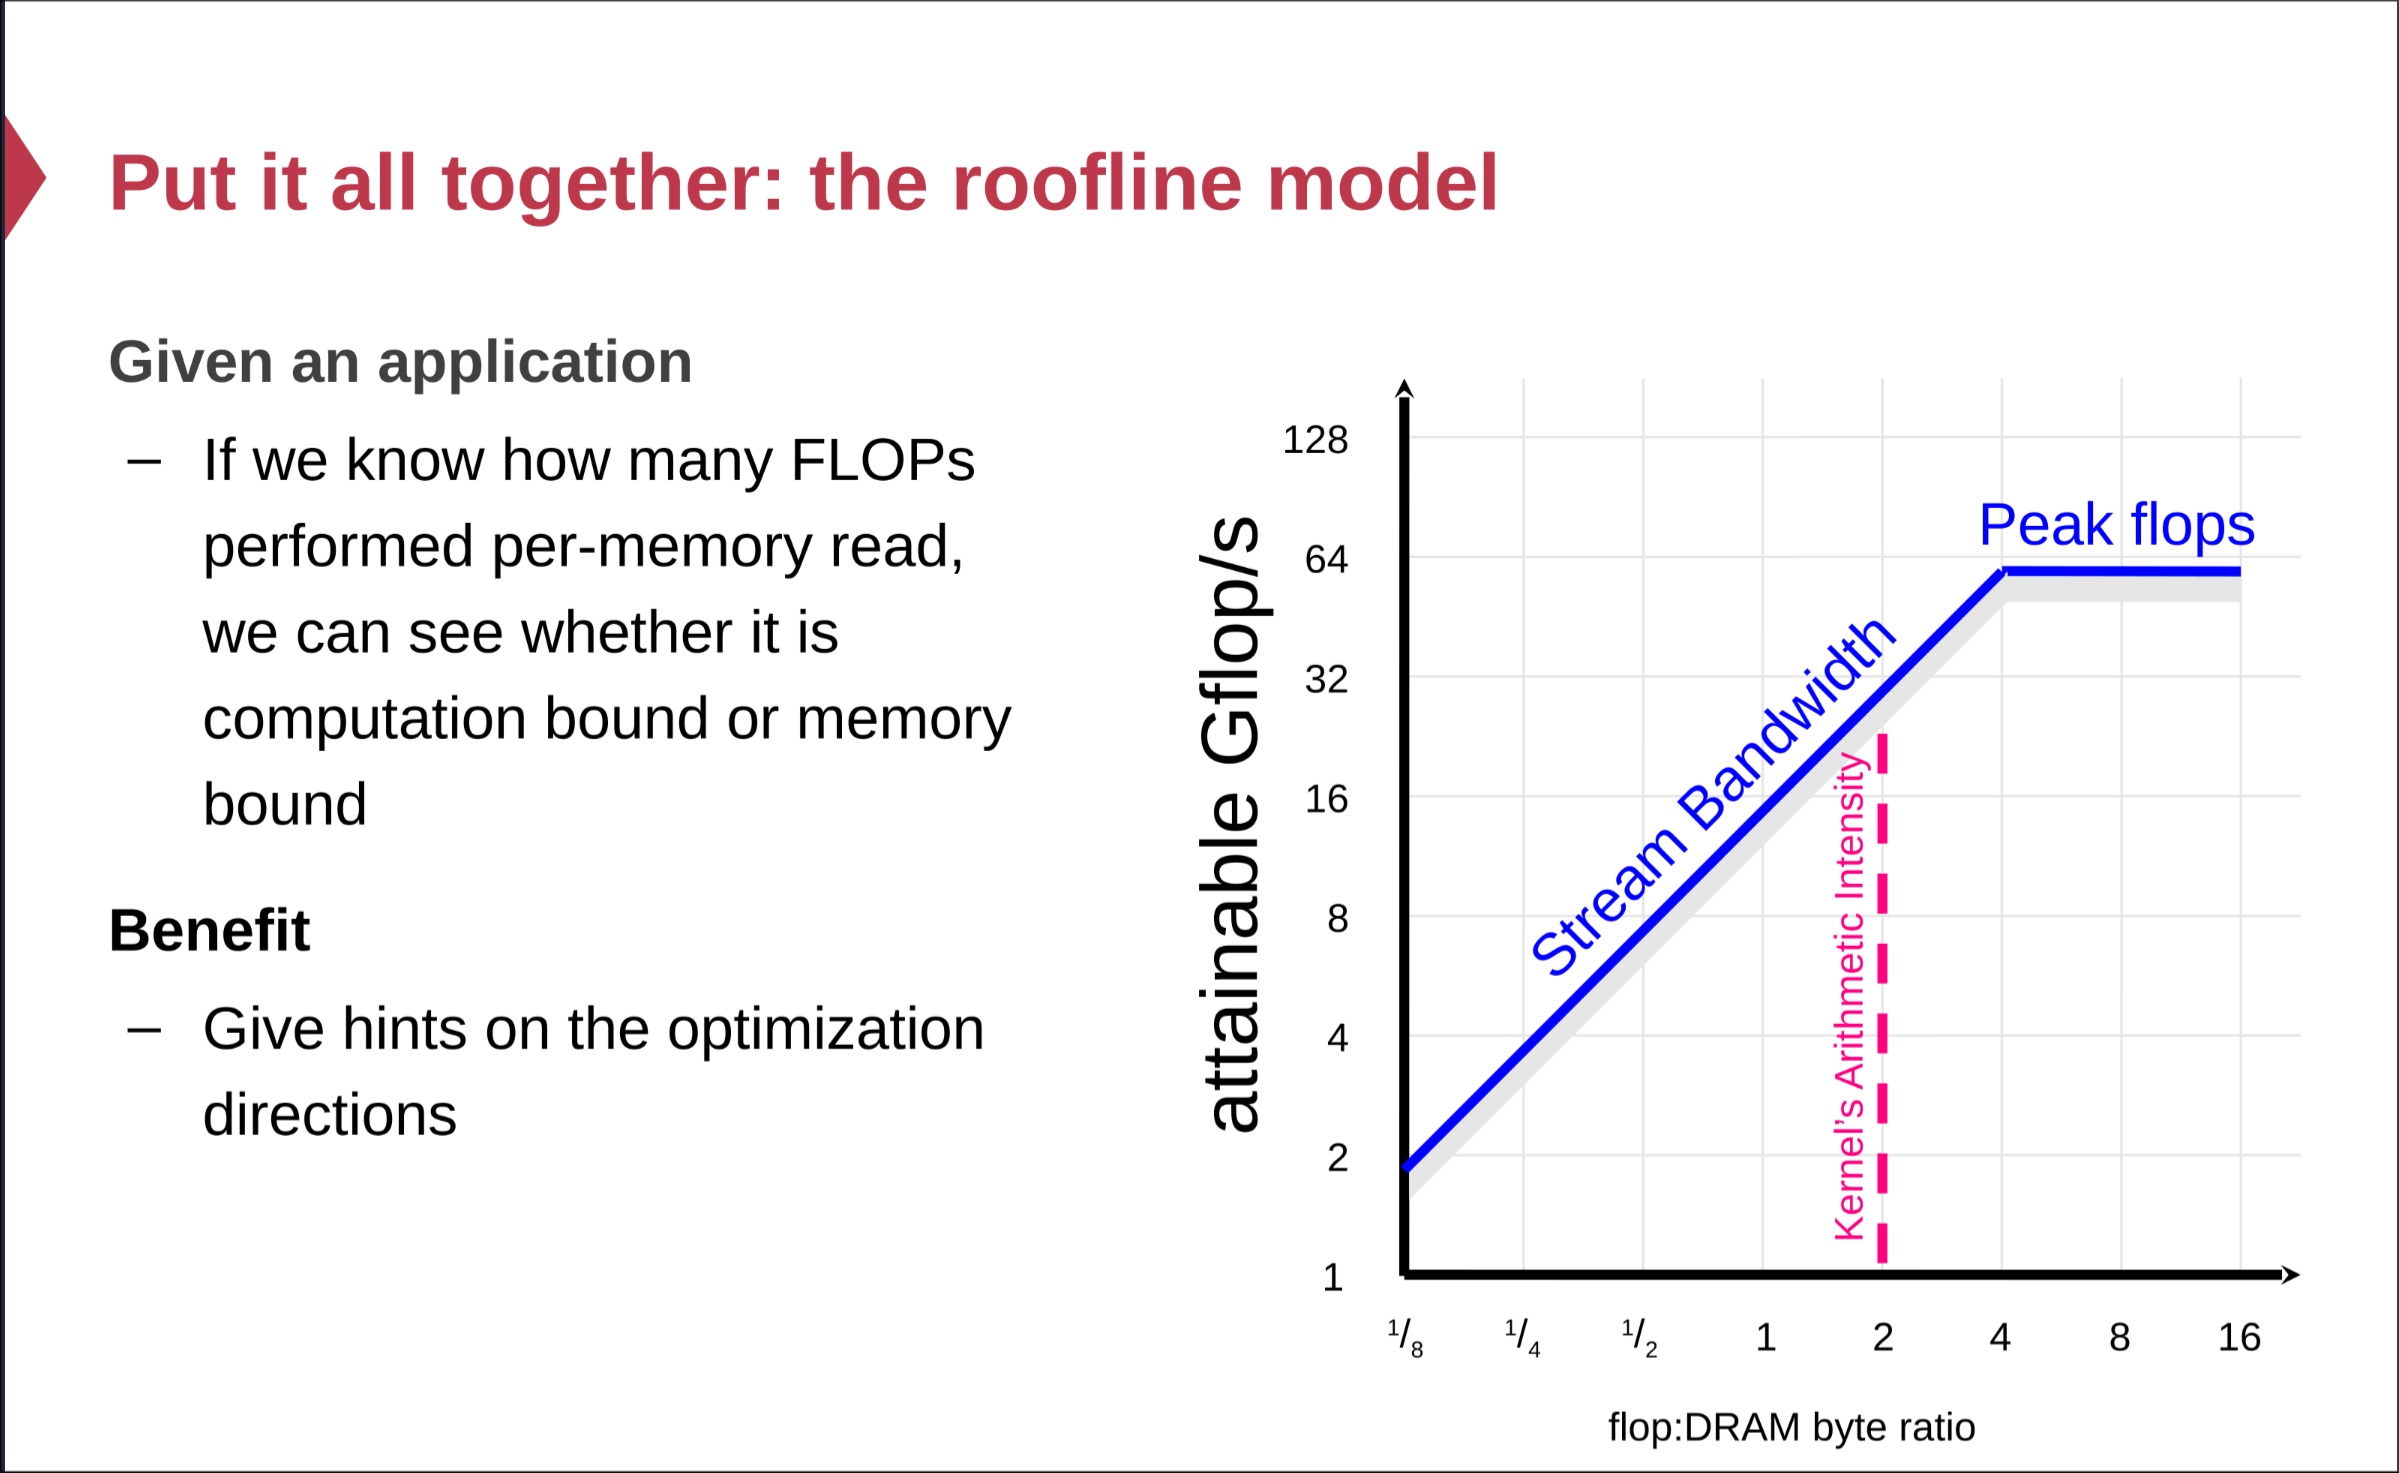 Put it all together: the roofline model
Given an application
– If we know how many FLOPs
performed per-memory read,
we can see whether it is
computation bound or memory
bound
Benefit
– Give hints on the optimization
directions
attainable Gflop/s
128
64
32
16
8
4
2
1
Peak flops
Stream Bandwidth
Kernel's Arithmetic Intensity
1/8 1/4 1/2 1 2 4 8 16
flop:DRAM byte ratio